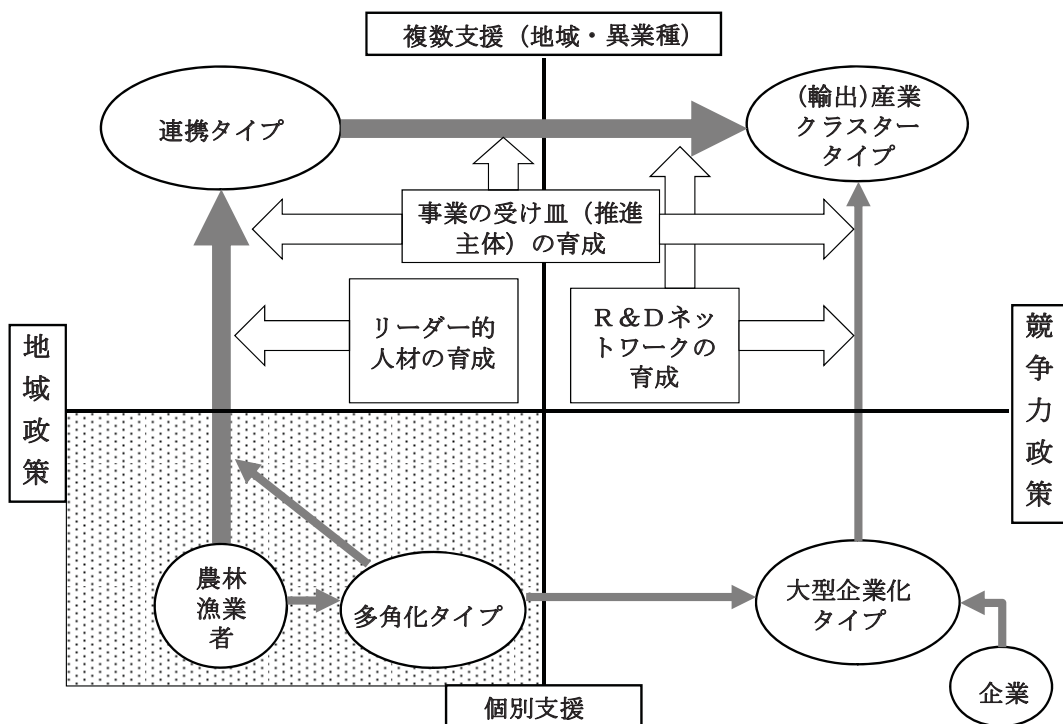 複数支援（地域・異業種）
連携タイプ
（輸出）産業
クラスター
タイプ
事業の受け皿（推進
主体）の育成
リーダー的
人材の育成
Ｒ＆Ｄネッ
トワークの
育成
地域政策
競争力政策
農林
漁業
者
多角化タイプ
大型企業化
タイプ
企業
個別支援